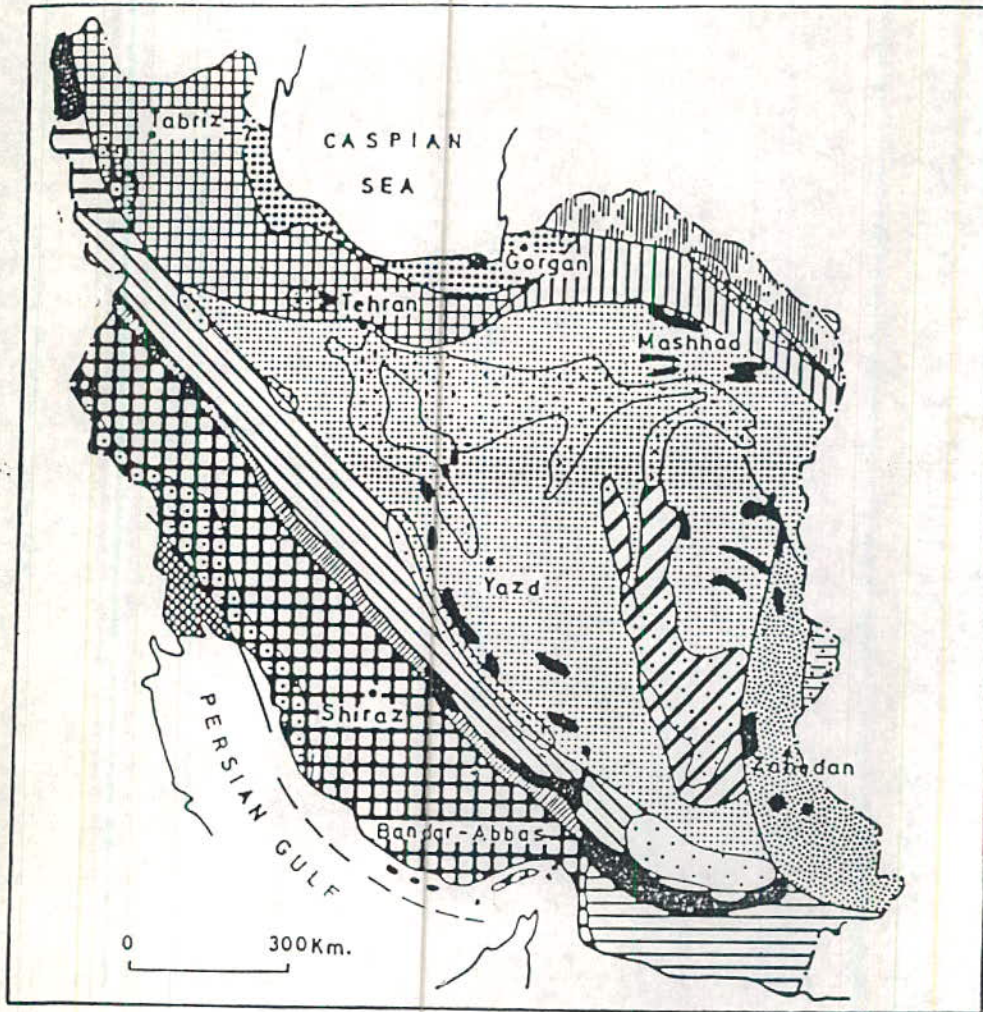 Tabriz
CASPIAN
SEA
Gorgan
Tehran
Mashhad
Yazd
Shiraz
Zahedan
PERSIAN GULF
Bandar-Abbas
0 300Km.